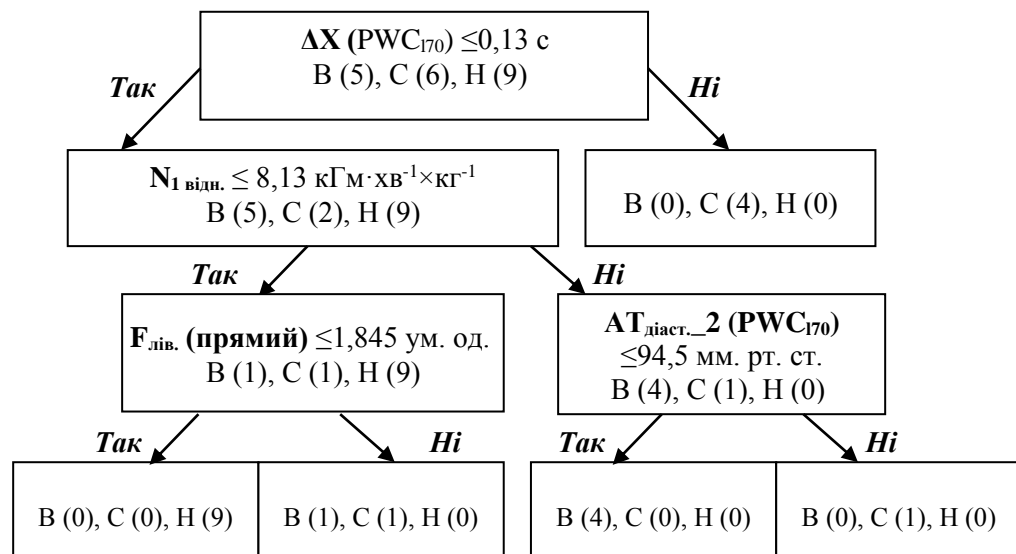 ΔX (PWC₁₇₀) ≤0,13 с
В (5), С (6), Н (9)
Так
Ні
N₁ відн. ≤ 8,13 кГм·хв⁻¹×кг⁻¹
В (5), С (2), Н (9)
В (0), С (4), Н (0)
Так
Ні
Fлів. (прямий) ≤1,845 ум. од.
В (1), С (1), Н (9)
АТдіаст._2 (PWC₁₇₀)
≤94,5 мм. рт. ст.
В (4), С (1), Н (0)
Так
Ні
Так
Ні
В (0), С (0), Н (9)
В (1), С (1), Н (0)
В (4), С (0), Н (0)
В (0), С (1), Н (0)